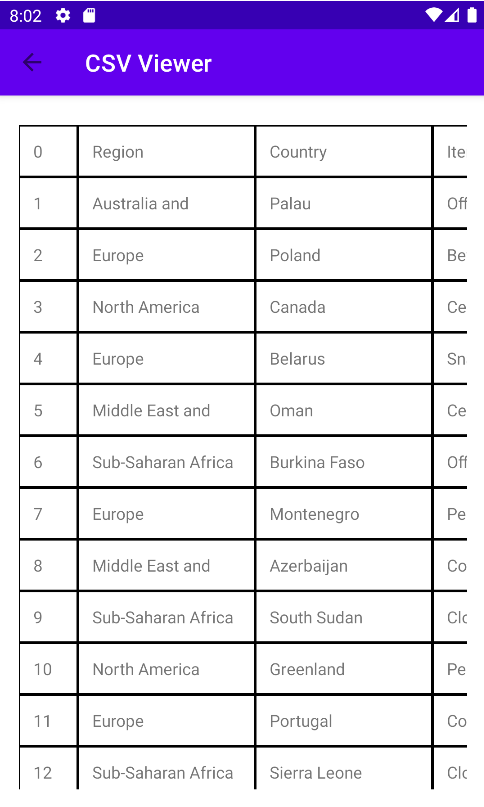 8:02
CSV Viewer
0 Region Country Ite
1 Australia and Palau Off
2 Europe Poland Be
3 North America Canada Ce
4 Europe Belarus Sn
5 Middle East and Oman Ce
6 Sub-Saharan Africa Burkina Faso Off
7 Europe Montenegro Pe
8 Middle East and Azerbaijan Co
9 Sub-Saharan Africa South Sudan Clo
10 North America Greenland Pe
11 Europe Portugal Co
12 Sub-Saharan Africa Sierra Leone Clo